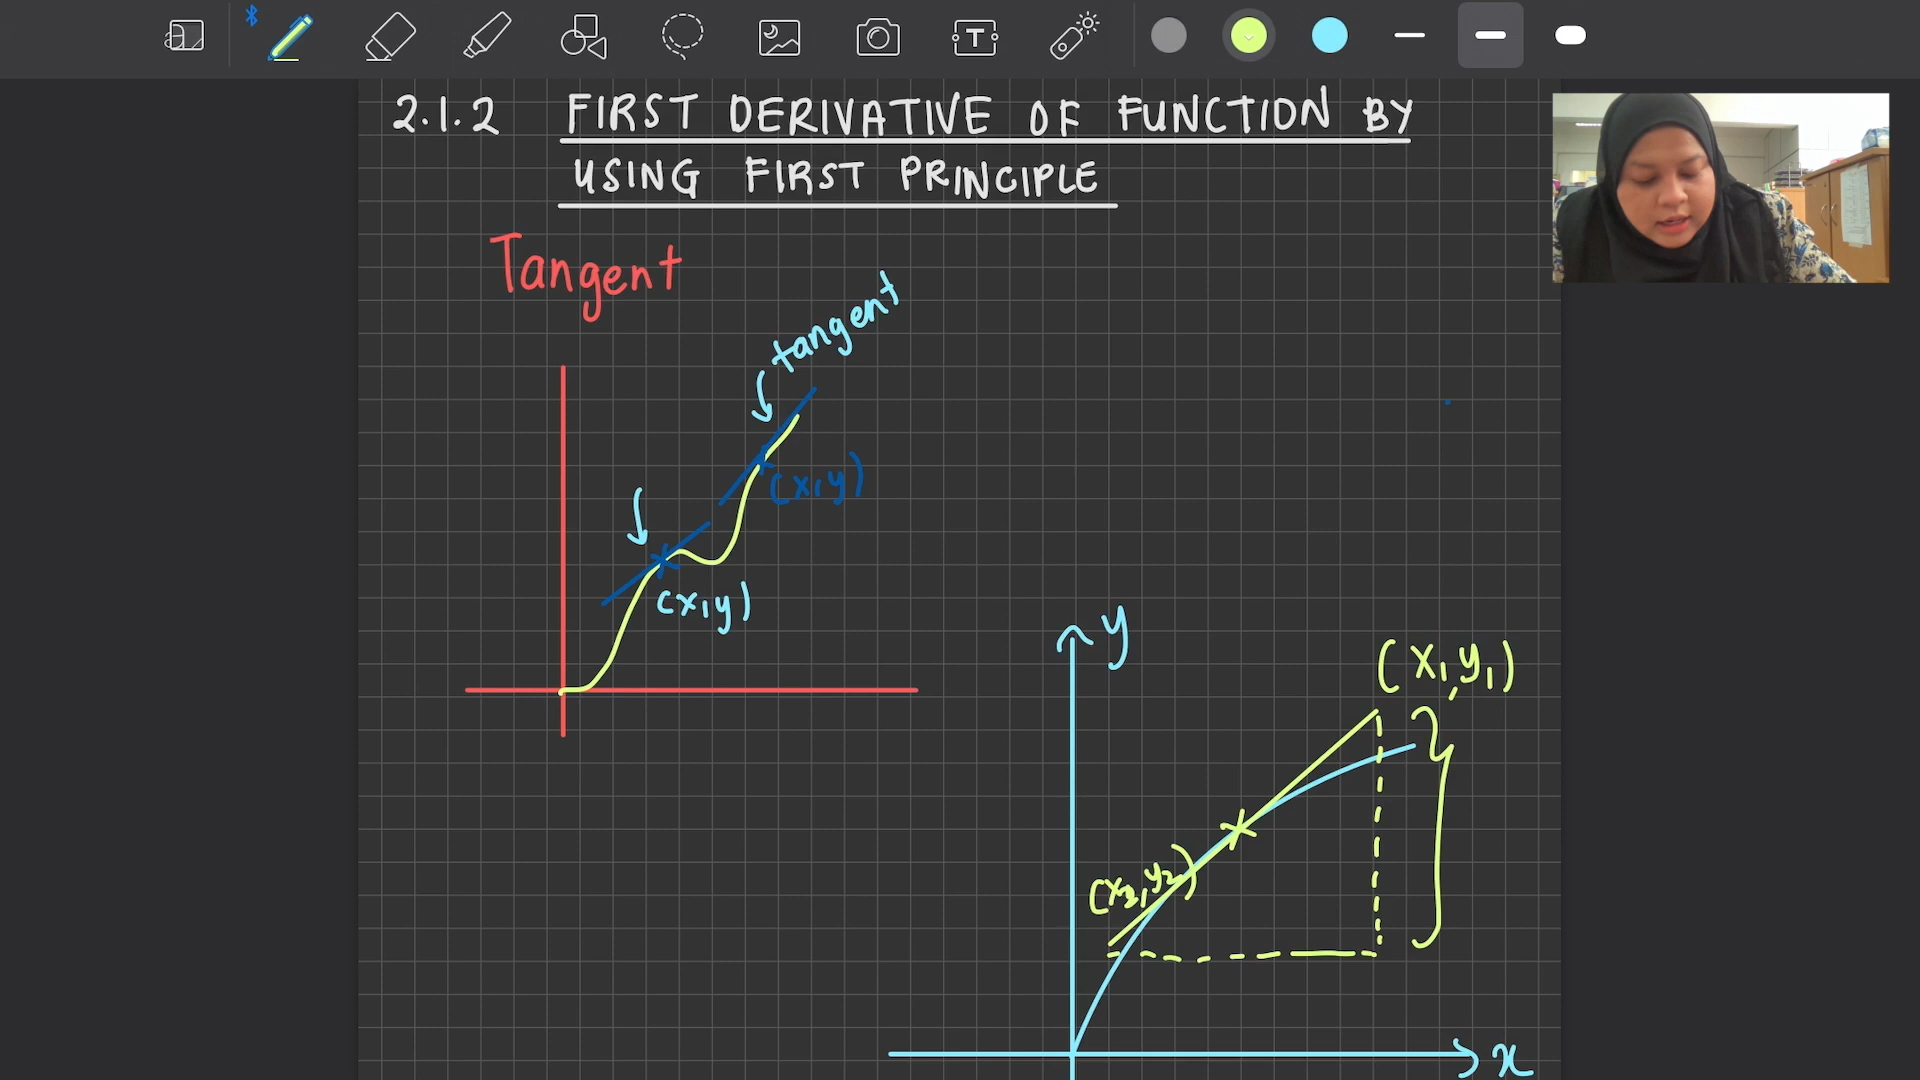 2.1.2 FIRST DERIVATIVE OF FUNCTION BY
USING FIRST PRINCIPLE
Tangent
tangent
(x,y)
(x,y)
y
(x₁,y₁)
(x₂,y₂)
x